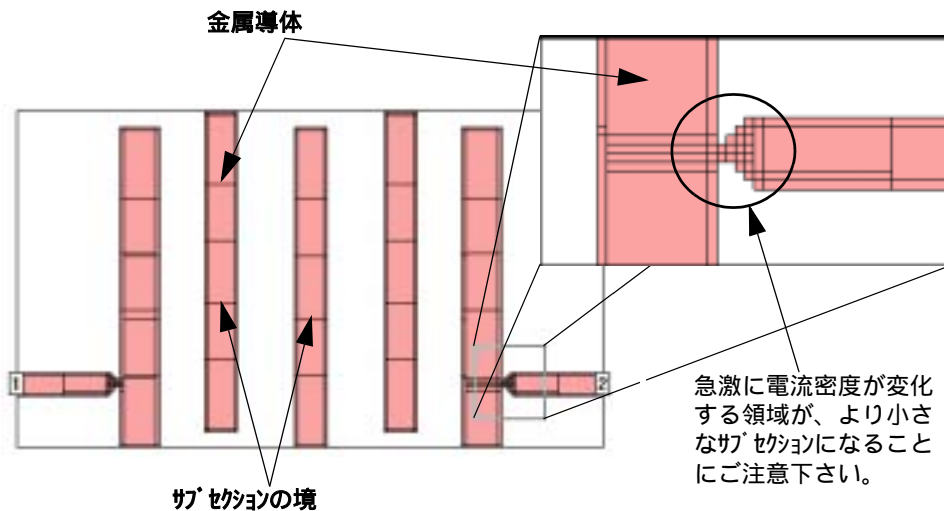 金属導体
1
2
急激に電流密度が変化
する領域が、より小さ
なｻﾌﾞｾｸｼｮﾝになること
にご注意下さい。
ｻﾌﾞｾｸｼｮﾝの境